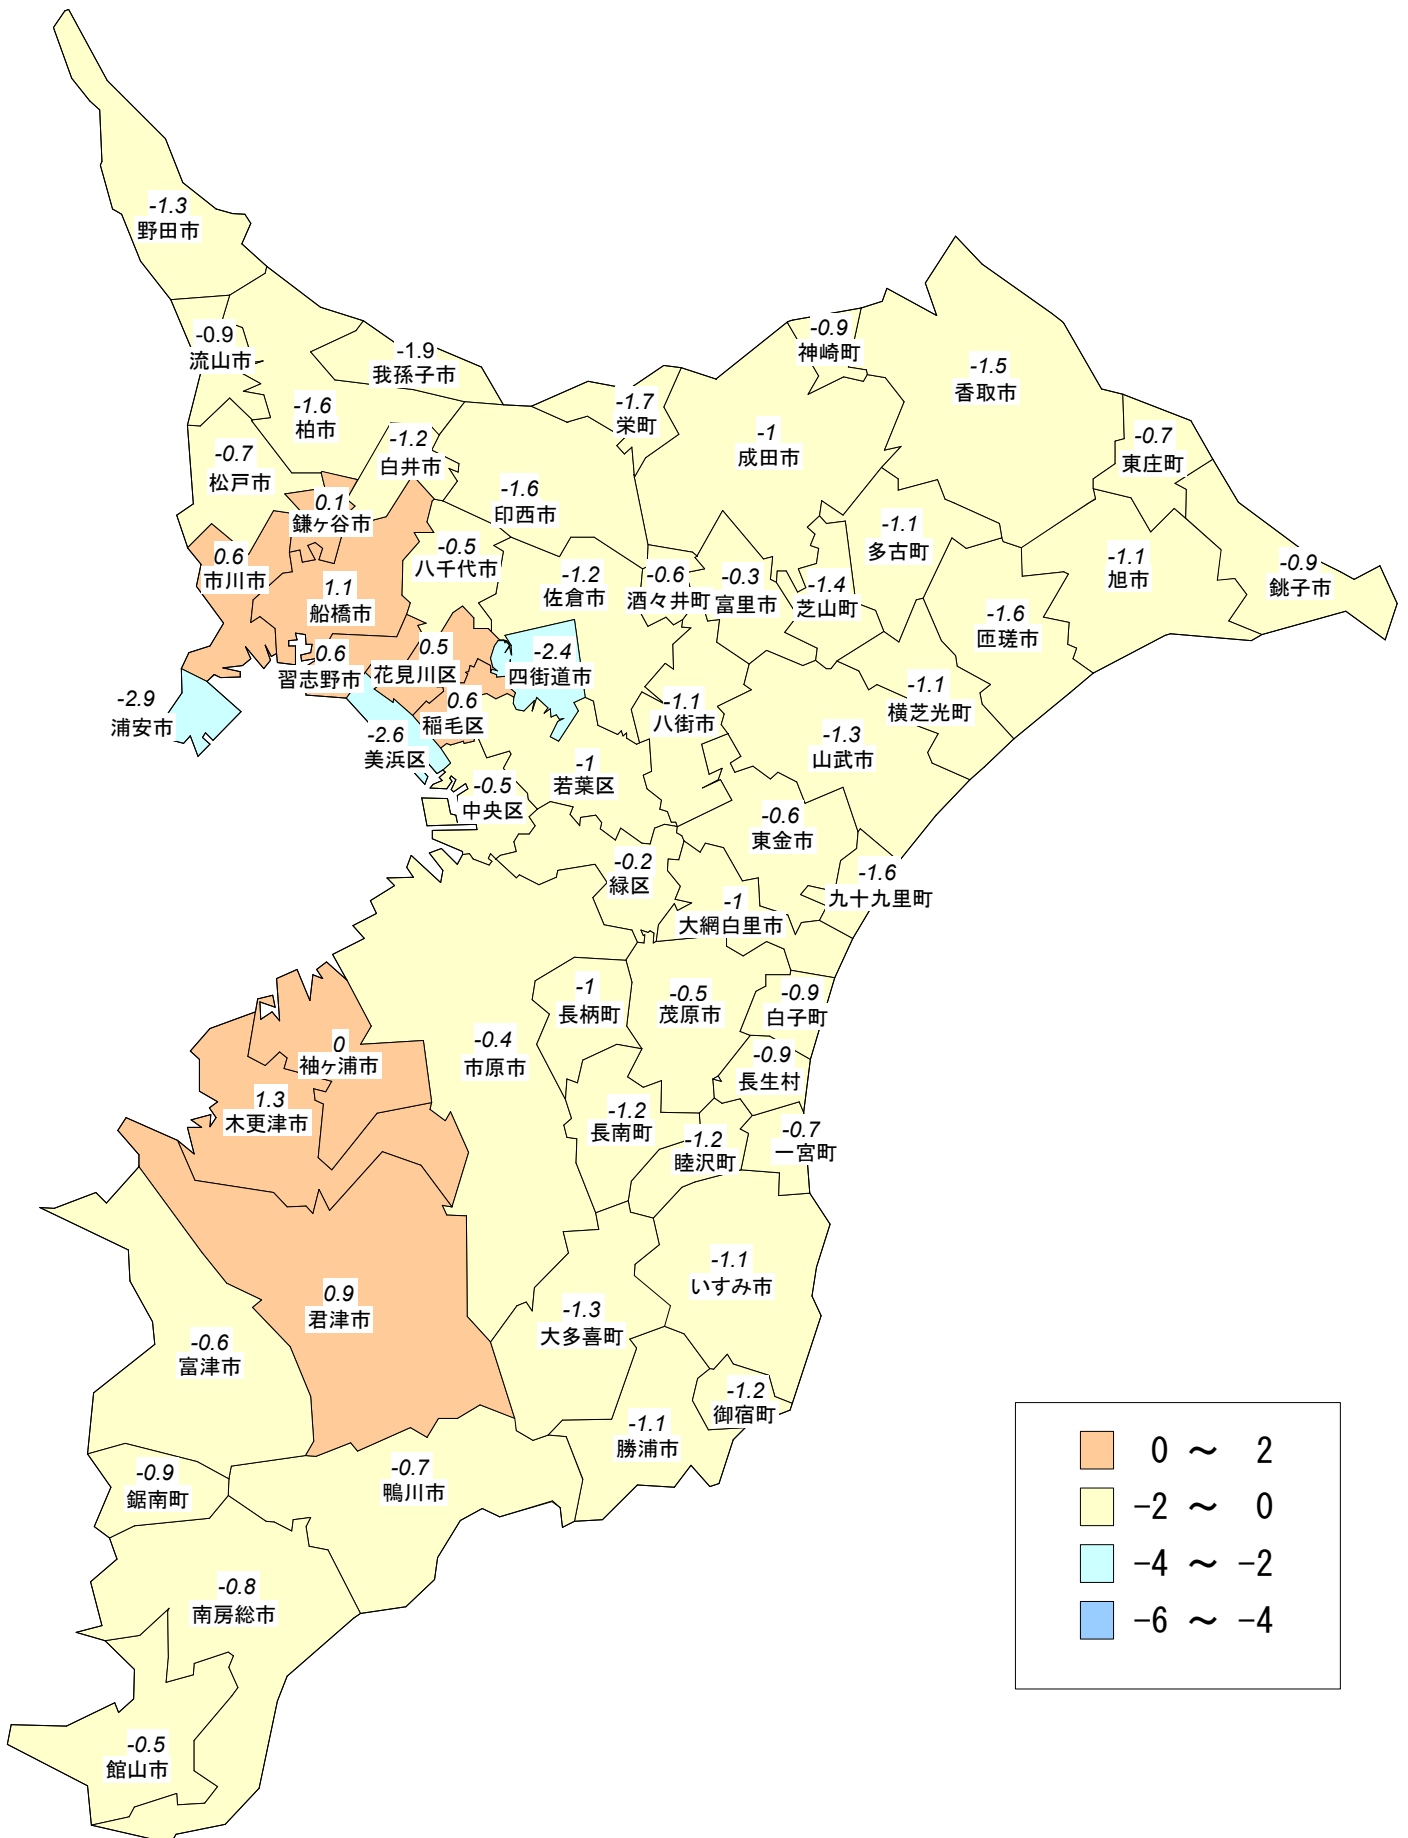 -1.3
野田市
-0.9
流山市
-1.9
我孫子市
-0.9
神崎町
-1.5
香取市
-1.6
柏市
-1.7
栄町
-1
成田市
-1.2
白井市
-0.7
東庄町
-0.7
松戸市
0.1
鎌ヶ谷市
-1.6
印西市
-1.1
多古町
-1.1
旭市
-0.9
銚子市
0.6
市川市
-0.5
八千代市
1.1
船橋市
-1.2
佐倉市
-0.6
酒々井町
-0.3
富里市
-1.4
芝山町
-1.6
匝瑳市
0.6
習志野市
0.5
花見川区
-2.4
四街道市
-2.9
浦安市
0.6
稲毛区
-1.1
八街市
-1.1
横芝光町
-2.6
美浜区
-1.3
山武市
-1
若葉区
-0.5
中央区
-0.6
東金市
-0.2
緑区
-1.6
九十九里町
-1
大網白里市
-1
長柄町
-0.5
茂原市
-0.9
白子町
0
袖ヶ浦市
-0.4
市原市
-0.9
長生村
1.3
木更津市
-1.2
長南町
-1.2
睦沢町
-0.7
一宮町
-1.1
いすみ市
0.9
君津市
-1.3
大多喜町
-0.6
富津市
-1.2
御宿町
-1.1
勝浦市
-0.9
鋸南町
-0.7
鴨川市
-0.8
南房総市
-0.5
館山市
0 ～ 2
-2 ～ 0
-4 ～ -2
-6 ～ -4